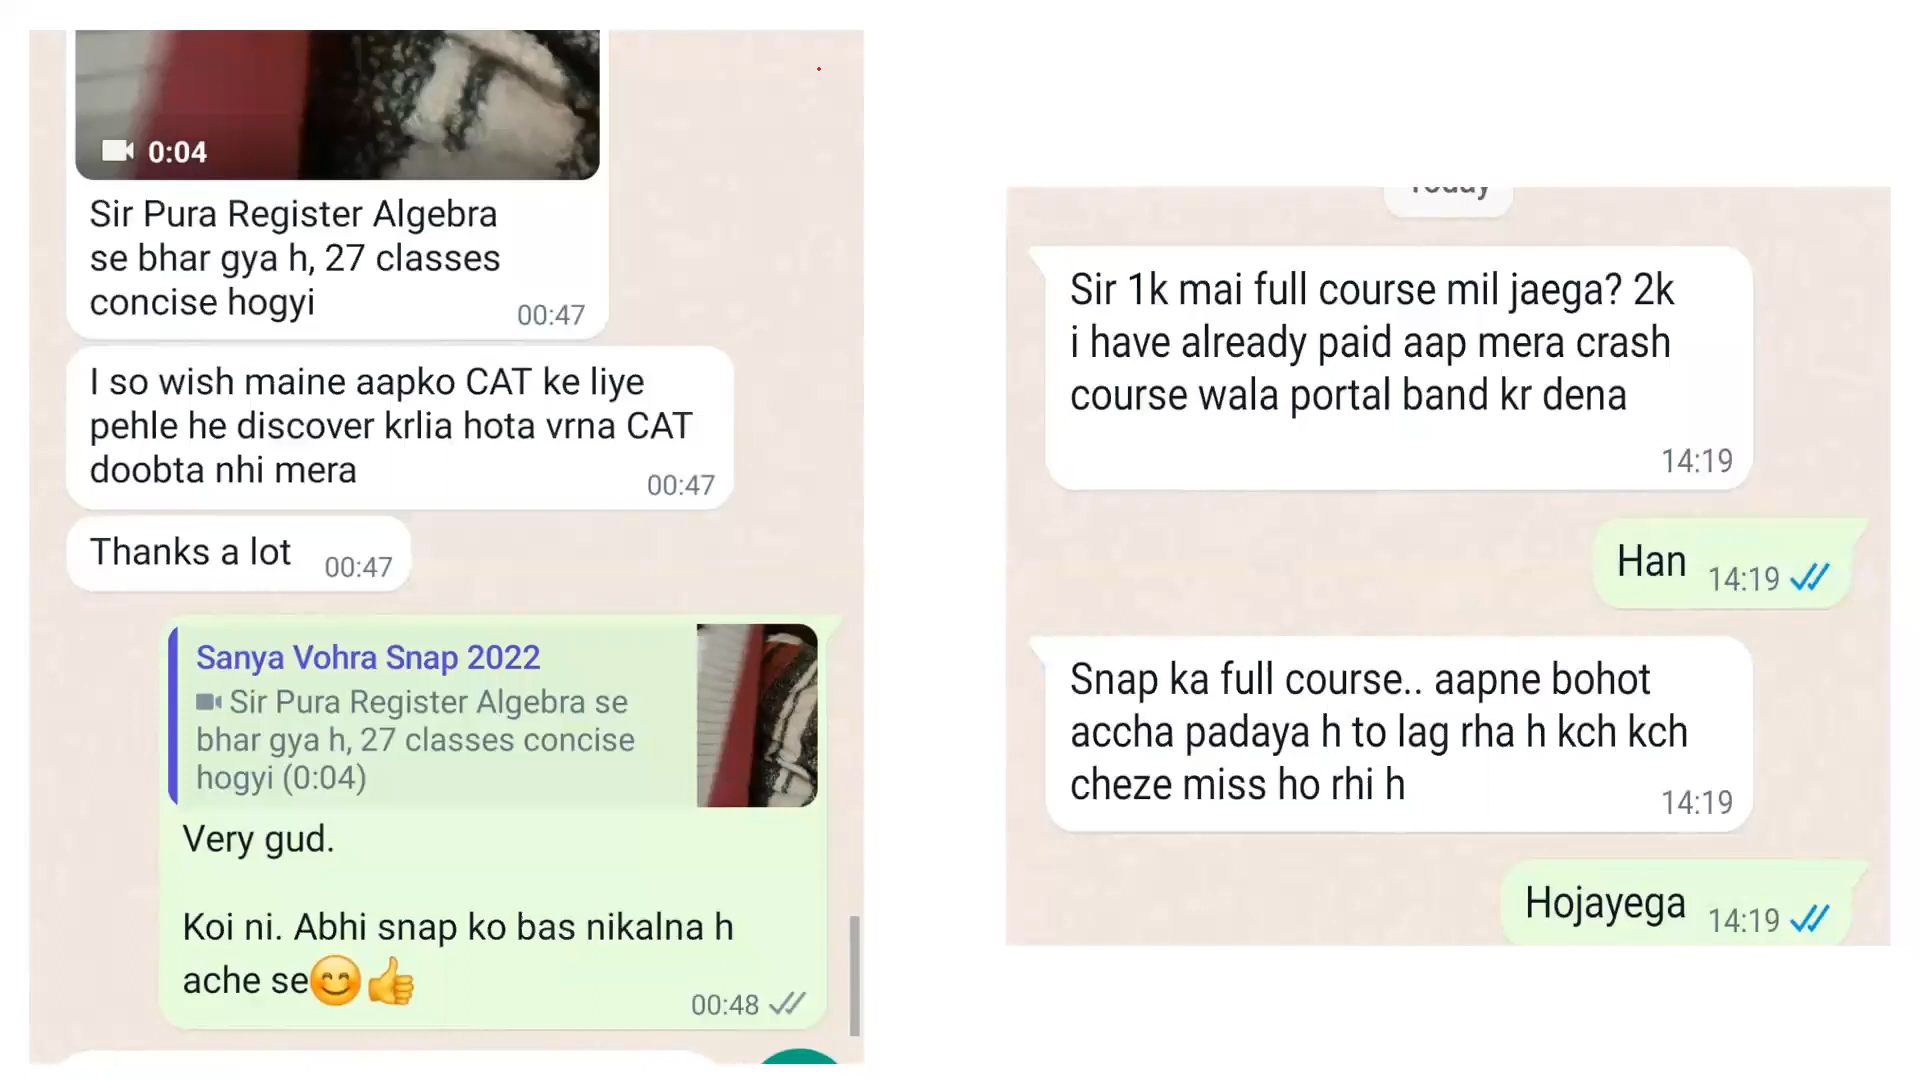 0:04
Sir Pura Register Algebra
se bhar gya h, 27 classes
concise hogyi
00:47
I so wish maine aapko CAT ke liye
pehle he discover krlia hota vrna CAT
doobta nhi mera
00:47
Thanks a lot 00:47
Sanya Vohra Snap 2022
Sir Pura Register Algebra se
bhar gya h, 27 classes concise
hogyi (0:04)
Very gud.
Koi ni. Abhi snap ko bas nikalna h
ache se😊👍
00:48
Today
Sir 1k mai full course mil jaega? 2k
i have already paid aap mera crash
course wala portal band kr dena
14:19
Han 14:19
Snap ka full course.. aapne bohot
accha padaya h to lag rha h kch kch
cheze miss ho rhi h
14:19
Hojayega 14:19